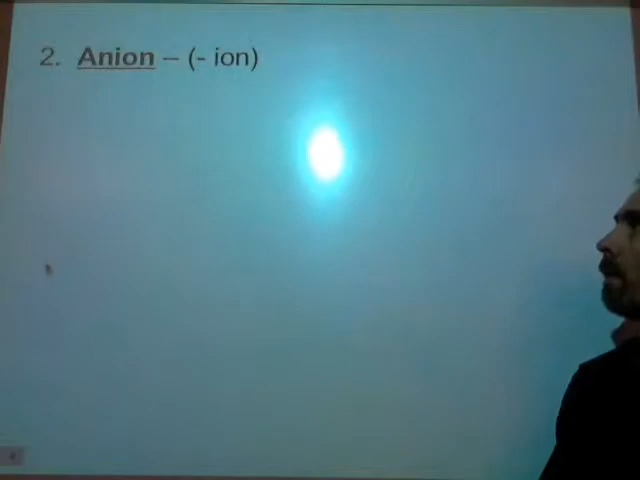 2. Anion – (- ion)